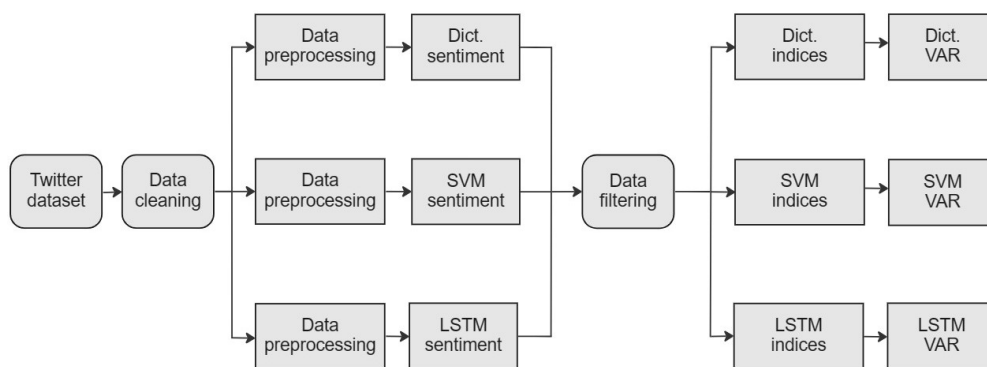 Data
preprocessing
Dict.
sentiment
Dict.
indices
Dict.
VAR
Twitter
dataset
Data
cleaning
Data
preprocessing
SVM
sentiment
Data
filtering
SVM
indices
SVM
VAR
Data
preprocessing
LSTM
sentiment
LSTM
indices
LSTM
VAR